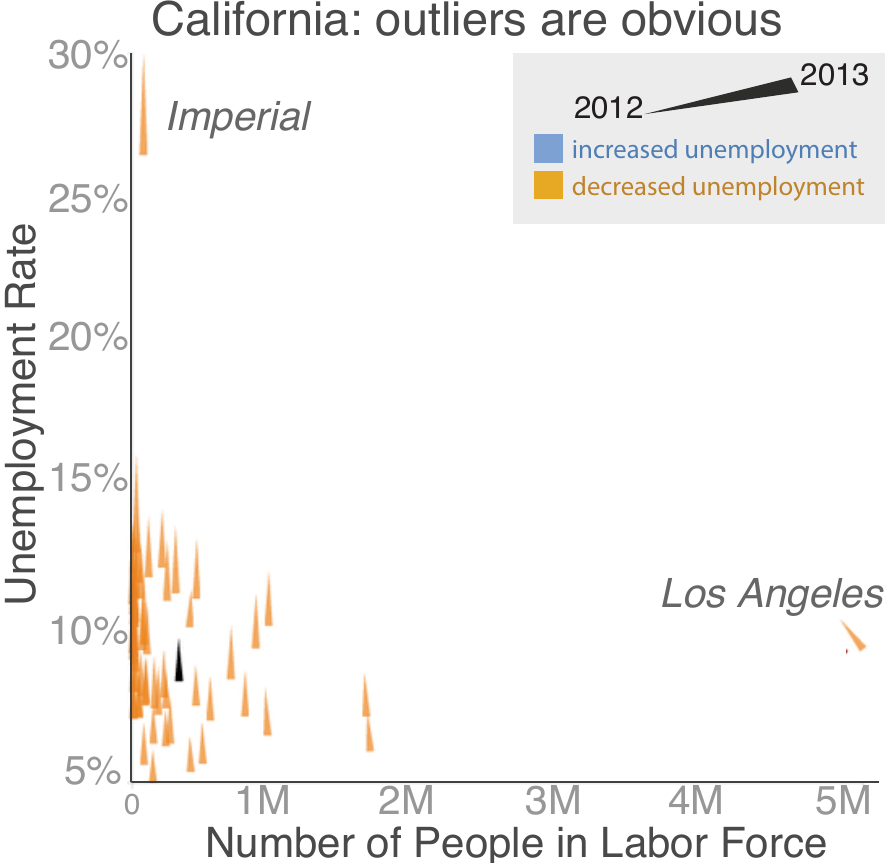 California: outliers are obvious
30%
25%
20%
15%
10%
5%
Unemployment Rate
Imperial
2013
2012
increased unemployment
decreased unemployment
Los Angeles
0
1M
2M
3M
4M
5M
Number of People in Labor Force